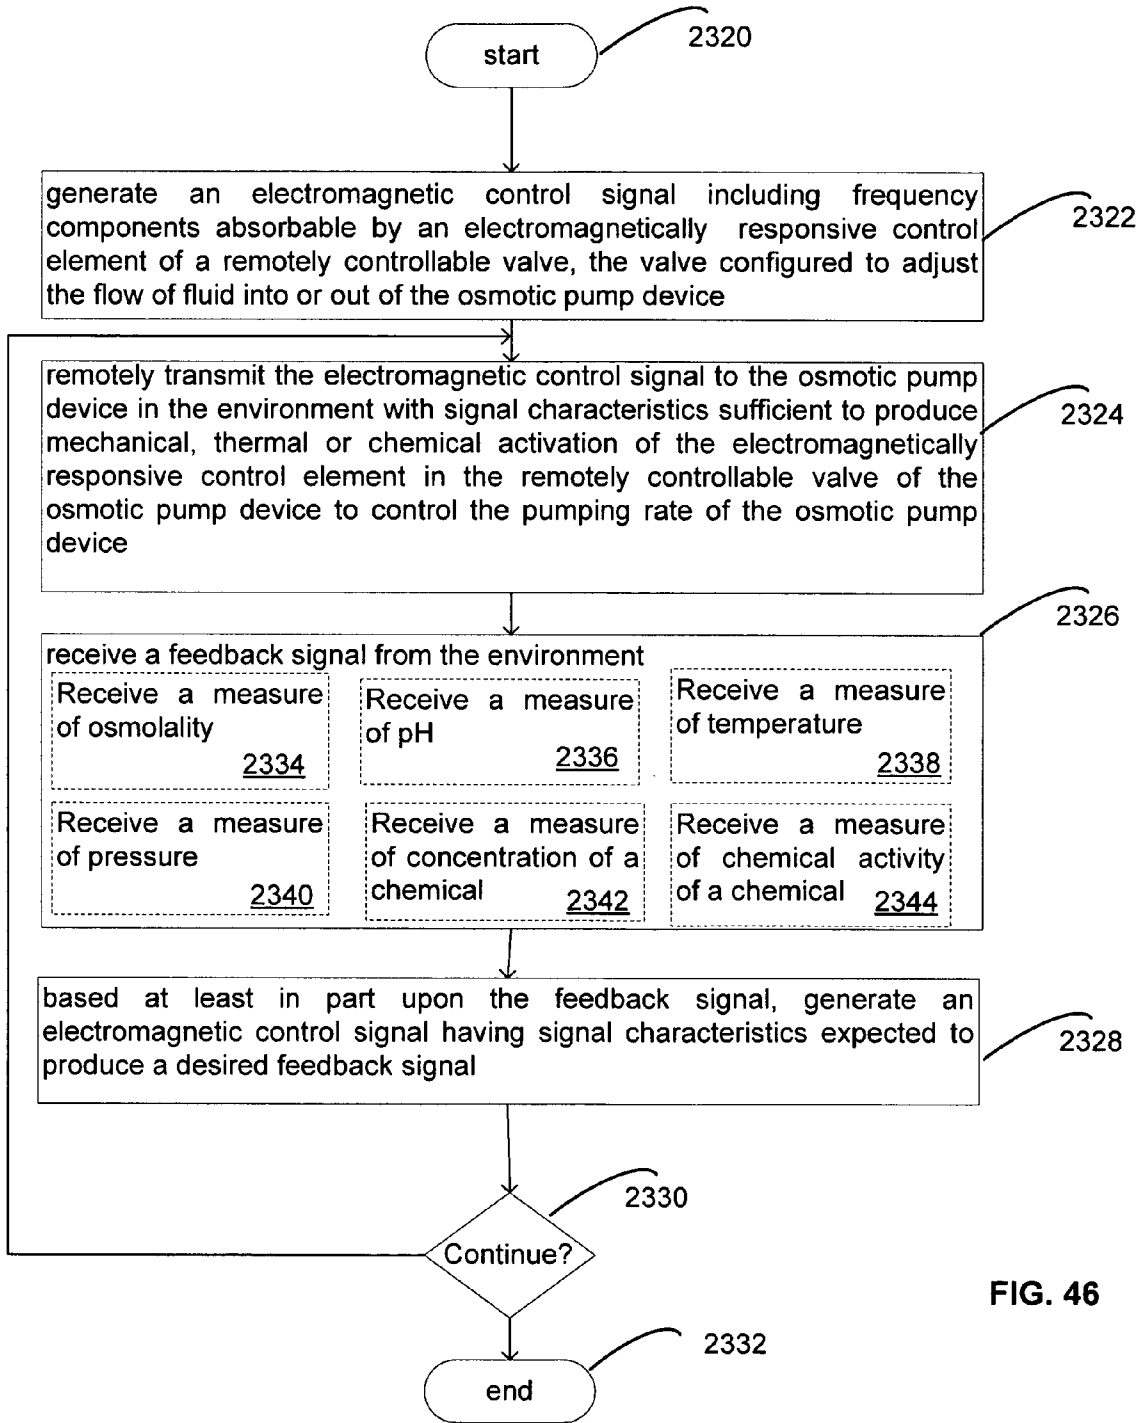 start
2320
generate an electromagnetic control signal including frequency
components absorbable by an electromagnetically responsive control
element of a remotely controllable valve, the valve configured to adjust
the flow of fluid into or out of the osmotic pump device
2322
remotely transmit the electromagnetic control signal to the osmotic pump
device in the environment with signal characteristics sufficient to produce
mechanical, thermal or chemical activation of the electromagnetically
responsive control element in the remotely controllable valve of the
osmotic pump device to control the pumping rate of the osmotic pump
device
2324
receive a feedback signal from the environment
2326
Receive a measure
of osmolality
2334
Receive a measure
of pH
2336
Receive a measure
of temperature
2338
Receive a measure
of pressure
2340
Receive a measure
of concentration of a
chemical
2342
Receive a measure
of chemical activity
of a chemical
2344
based at least in part upon the feedback signal, generate an
electromagnetic control signal having signal characteristics expected to
produce a desired feedback signal
2328
Continue?
2330
FIG. 46
end
2332